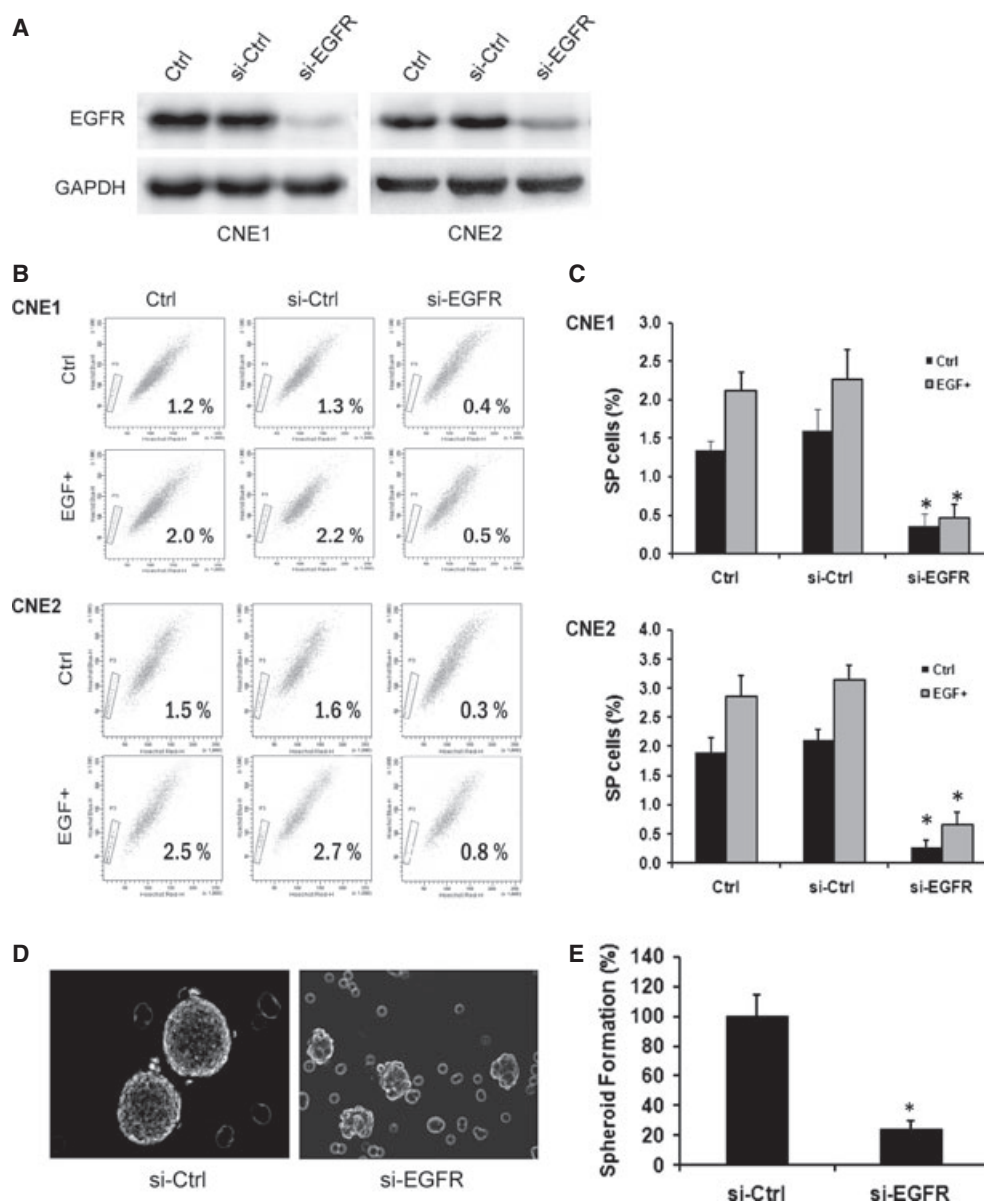 A
Ctrl si-Ctrl si-EGFR Ctrl si-Ctrl si-EGFR
EGFR
GAPDH
CNE1 CNE2
B
CNE1 Ctrl si-Ctrl si-EGFR
Ctrl
1.2 % 1.3 % 0.4 %
EGF+
2.0 % 2.2 % 0.5 %
CNE2
Ctrl
1.5 % 1.6 % 0.3 %
EGF+
2.5 % 2.7 % 0.8 %
C
CNE1
SP cells (%)
3.0
2.5
2.0
1.5
1.0
0.5
0.0
Ctrl
EGF+
* *
Ctrl si-Ctrl si-EGFR
CNE2
SP cells (%)
4.0
3.5
3.0
2.5
2.0
1.5
1.0
0.5
0.0
Ctrl
EGF+
* *
Ctrl si-Ctrl si-EGFR
D
si-Ctrl si-EGFR
E
Spheroid Formation (%)
140
120
100
80
60
40
20
0
*
si-Ctrl si-EGFR